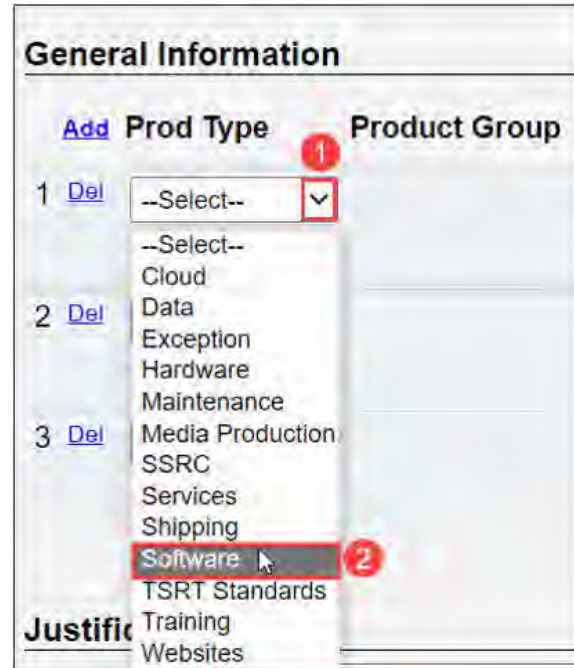 General Information
Add Prod Type Product Group
1
1 Del --Select--
--Select--
Cloud
2 Del Data
Exception
Hardware
Maintenance
3 Del Media Production
SSRC
Services
Shipping
Software 2
TSRT Standards
Training
Websites